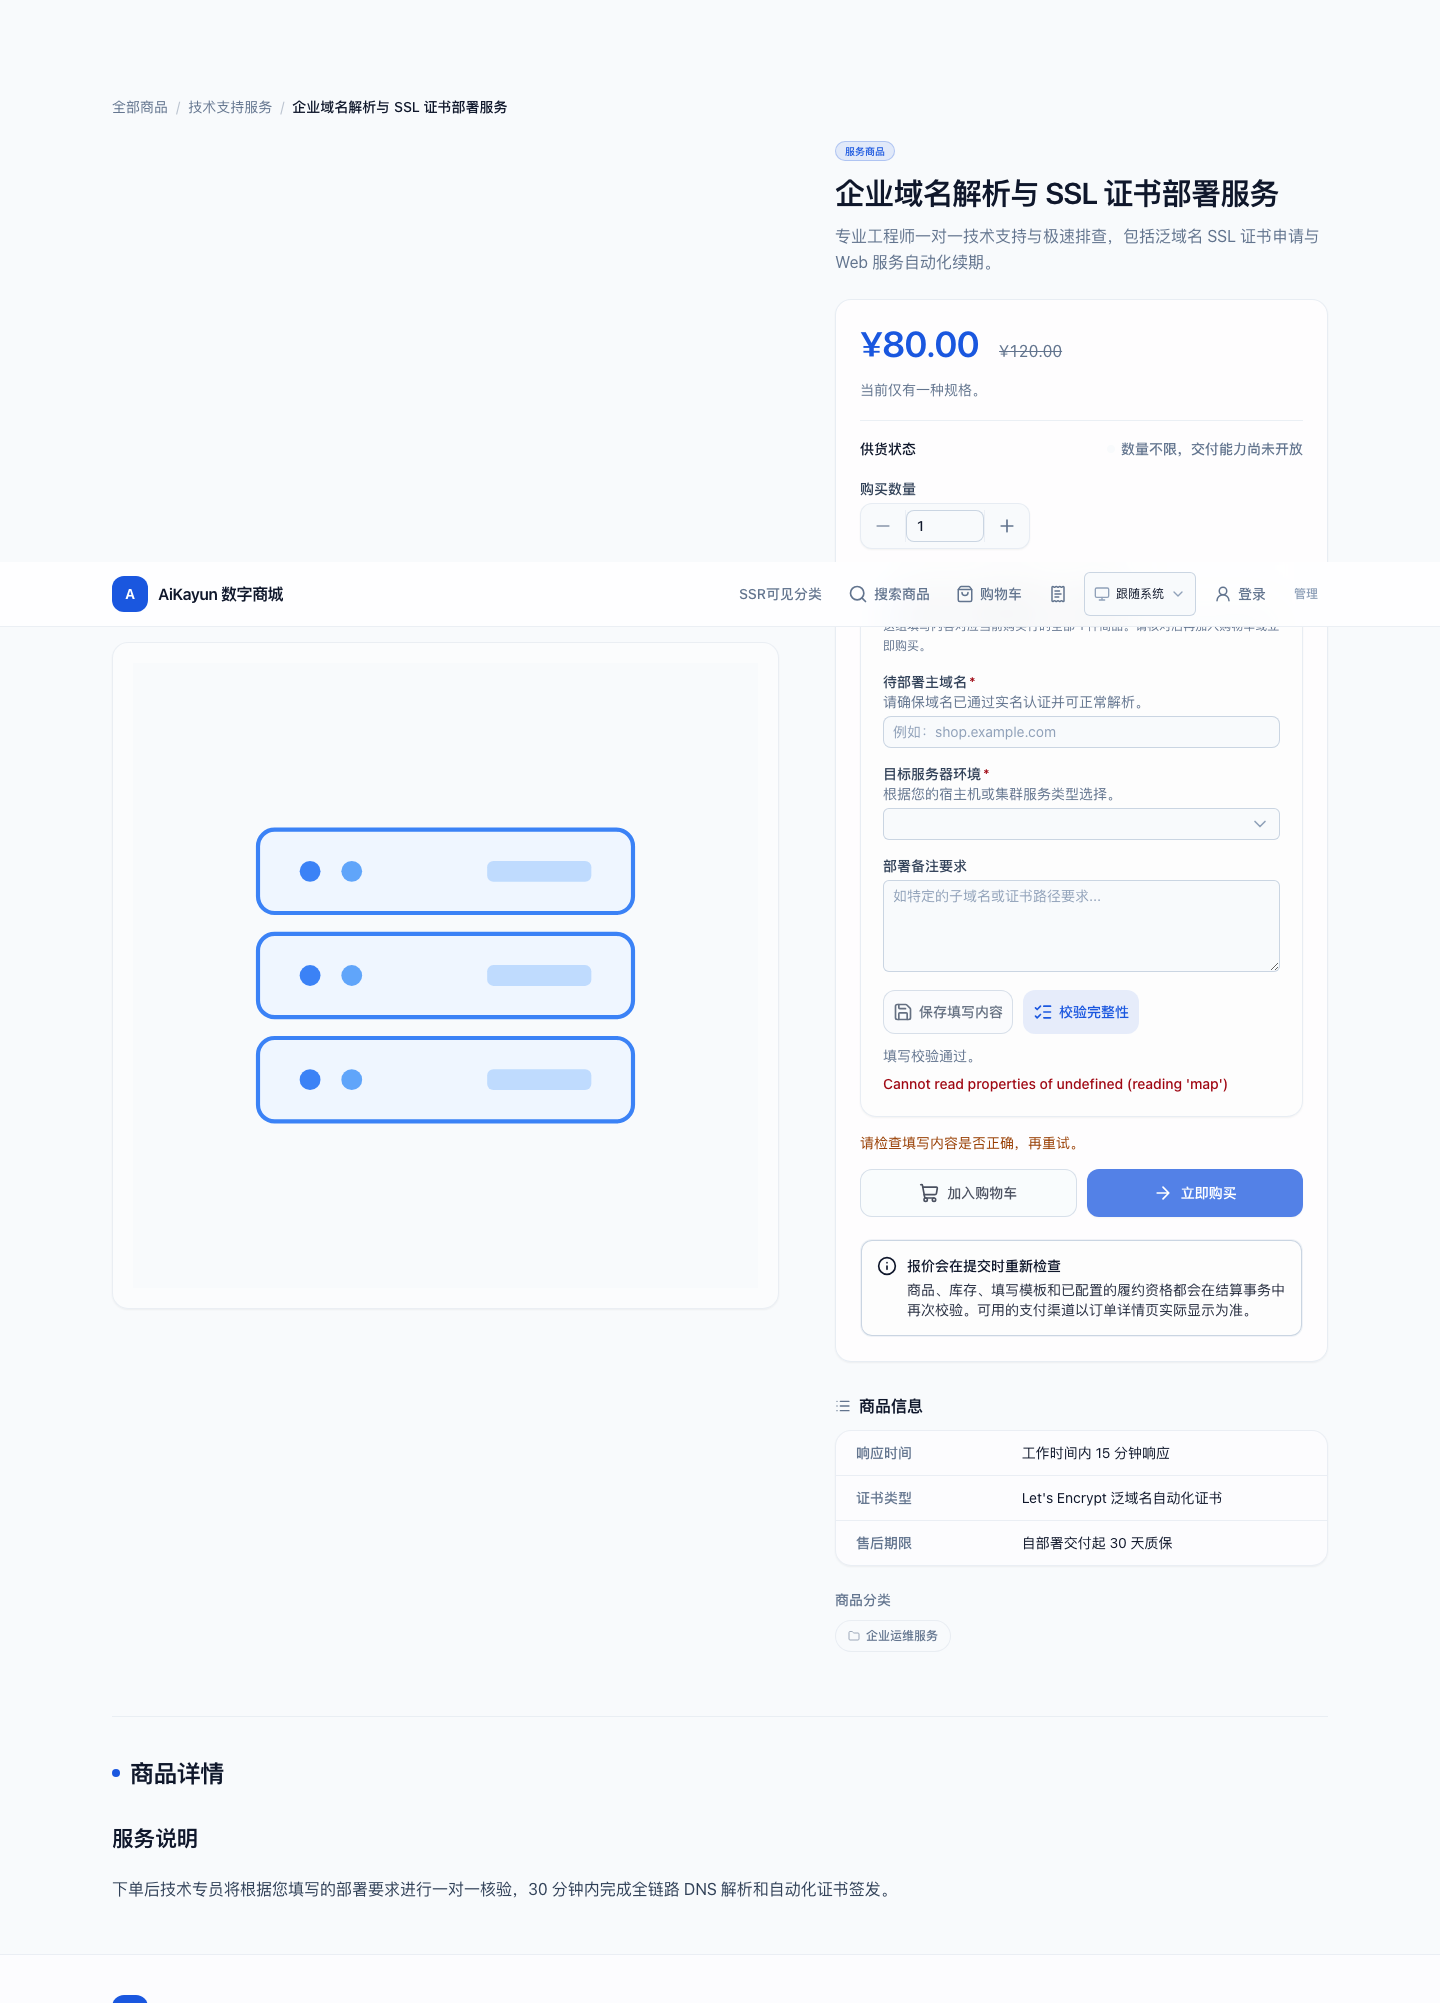 全部商品 / 技术支持服务 / 企业域名解析与 SSL 证书部署服务
服务商品
企业域名解析与 SSL 证书部署服务
专业工程师一对一技术支持与极速排查，包括泛域名 SSL 证书申请与
Web 服务自动化续期。
¥80.00 ¥120.00
当前仅有一种规格。
供货状态 数量不限，交付能力尚未开放
购买数量
1
A AiKayun 数字商城 SSR可见分类 搜索商品 购物车 跟随系统 登录 管理
即购买。
待部署主域名*
请确保域名已通过实名认证并可正常解析。
例如：shop.example.com
目标服务器环境*
根据您的宿主机或集群服务类型选择。
部署备注要求
如特定的子域名或证书路径要求...
保存填写内容 校验完整性
填写校验通过。
Cannot read properties of undefined (reading 'map')
请检查填写内容是否正确，再重试。
加入购物车 立即购买
报价会在提交时重新检查
商品、库存、填写模板和已配置的履约资格都会在结算事务中
再次校验。可用的支付渠道以订单详情页实际显示为准。
商品信息
响应时间 工作时间内 15 分钟响应
证书类型 Let's Encrypt 泛域名自动化证书
售后期限 自部署交付起 30 天质保
商品分类
企业运维服务
商品详情
服务说明
下单后技术专员将根据您填写的部署要求进行一对一核验，30 分钟内完成全链路 DNS 解析和自动化证书签发。